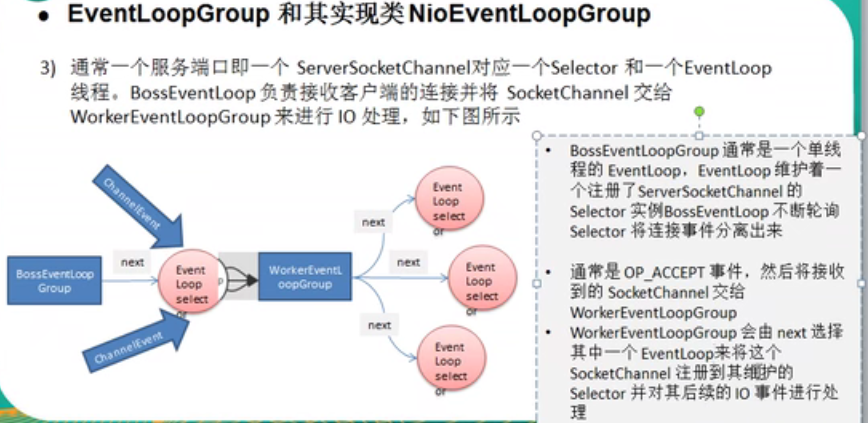 • EventLoopGroup 和其实现类 NioEventLoopGroup
3) 通常一个服务端口即一个 ServerSocketChannel对应一个Selector 和一个EventLoop
线程。BossEventLoop 负责接收客户端的连接并将 SocketChannel 交给
WorkerEventLoopGroup 来进行 IO 处理，如下图所示
ChannelEvent
BossEventLoop
Group
next
Event
Loop
select
or
ChannelEvent
WorkerEventL
oopGroup
next
Event
Loop
select
or
next
Event
Loop
select
or
next
Event
Loop
select
or
• BossEventLoopGroup 通常是一个单线
程的 EventLoop，EventLoop 维护着一
个注册了ServerSocketChannel 的
Selector 实例BossEventLoop 不断轮询
Selector 将连接事件分离出来
• 通常是 OP_ACCEPT 事件，然后将接收
到的 SocketChannel 交给
WorkerEventLoopGroup
• WorkerEventLoopGroup 会由 next 选择
其中一个 EventLoop来将这个
SocketChannel 注册到其维护的
Selector 并对其后续的 IO 事件进行处
理